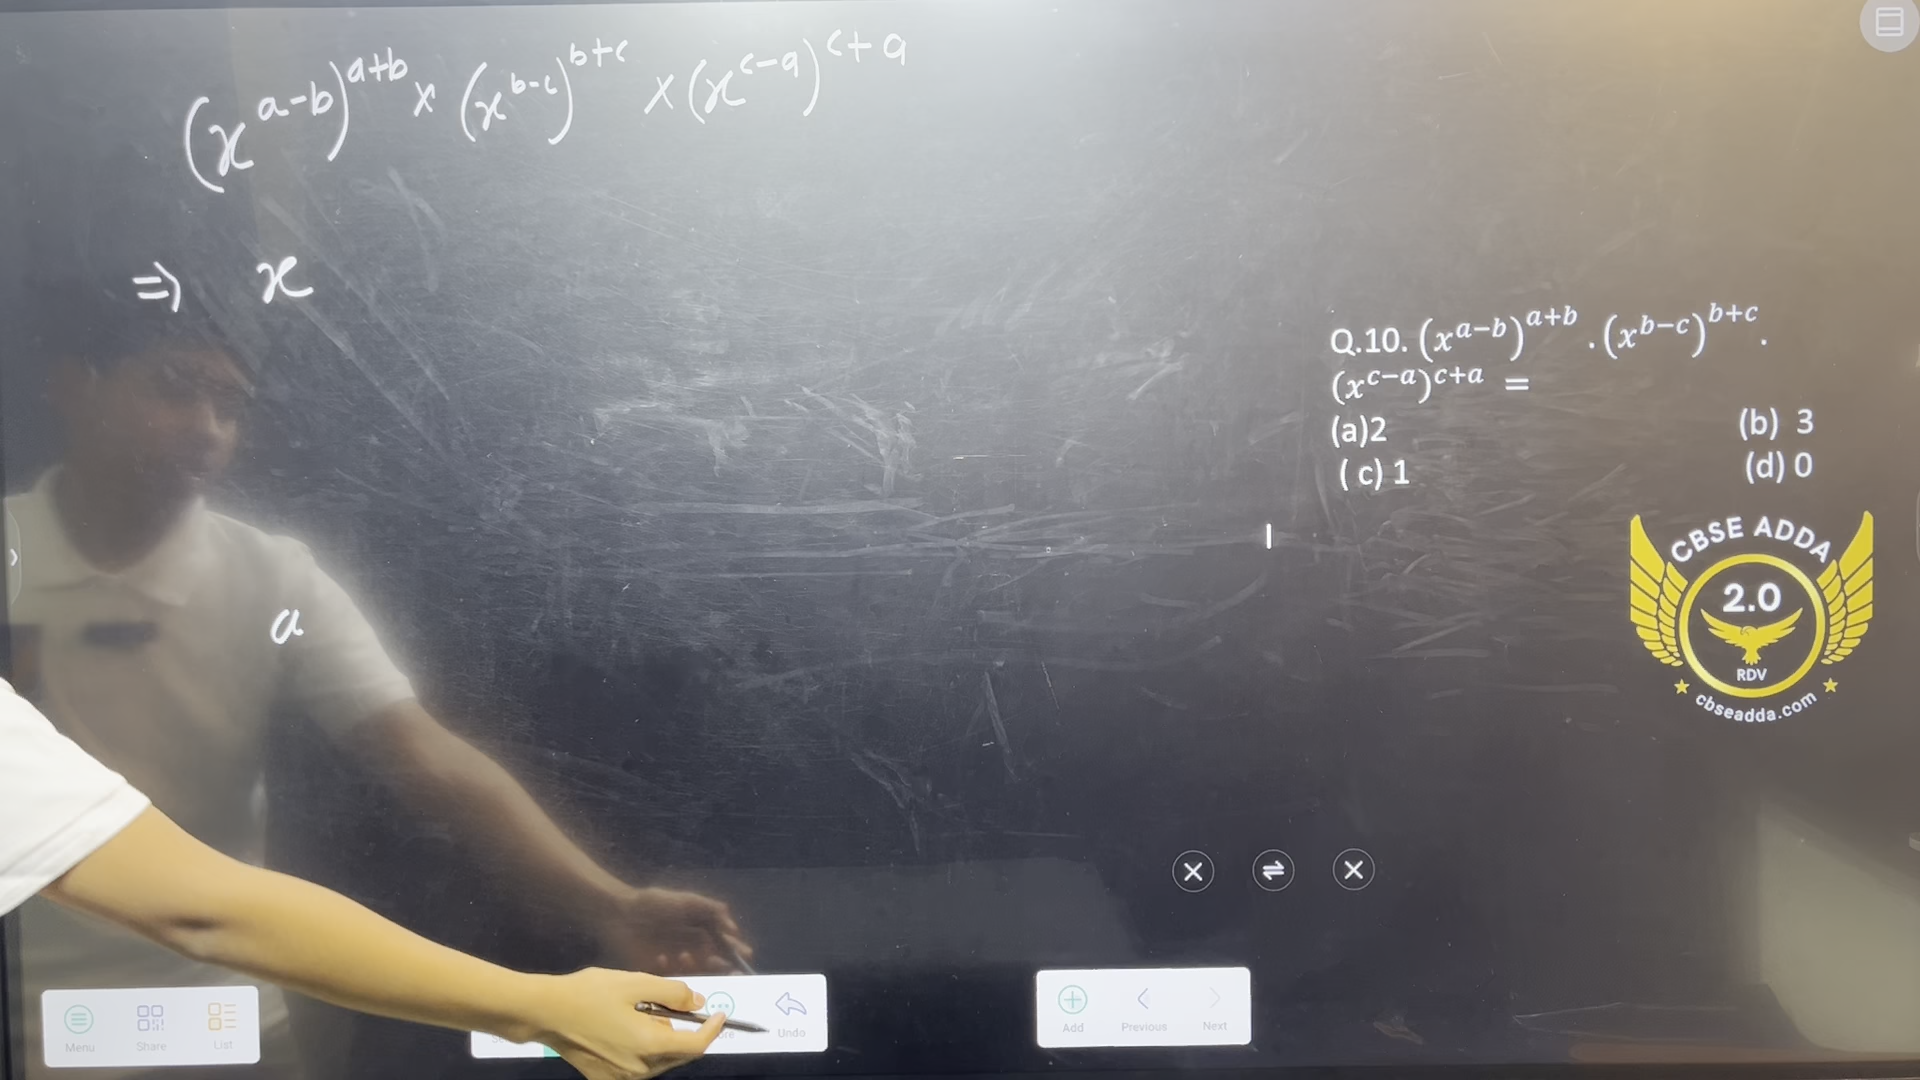 (x^{a-b})^{a+b} × (x^{b-c})^{b+c} × (x^{c-a})^{c+a}
⇒ x
a
Q.10. (x^{a-b})^{a+b} . (x^{b-c})^{b+c} .
(x^{c-a})^{c+a} =
(a)2 (b) 3
( c) 1 (d) 0
CBSE ADDA
2.0
RDV
cbseadda.com
Menu Share List
Undo
Add Previous Next